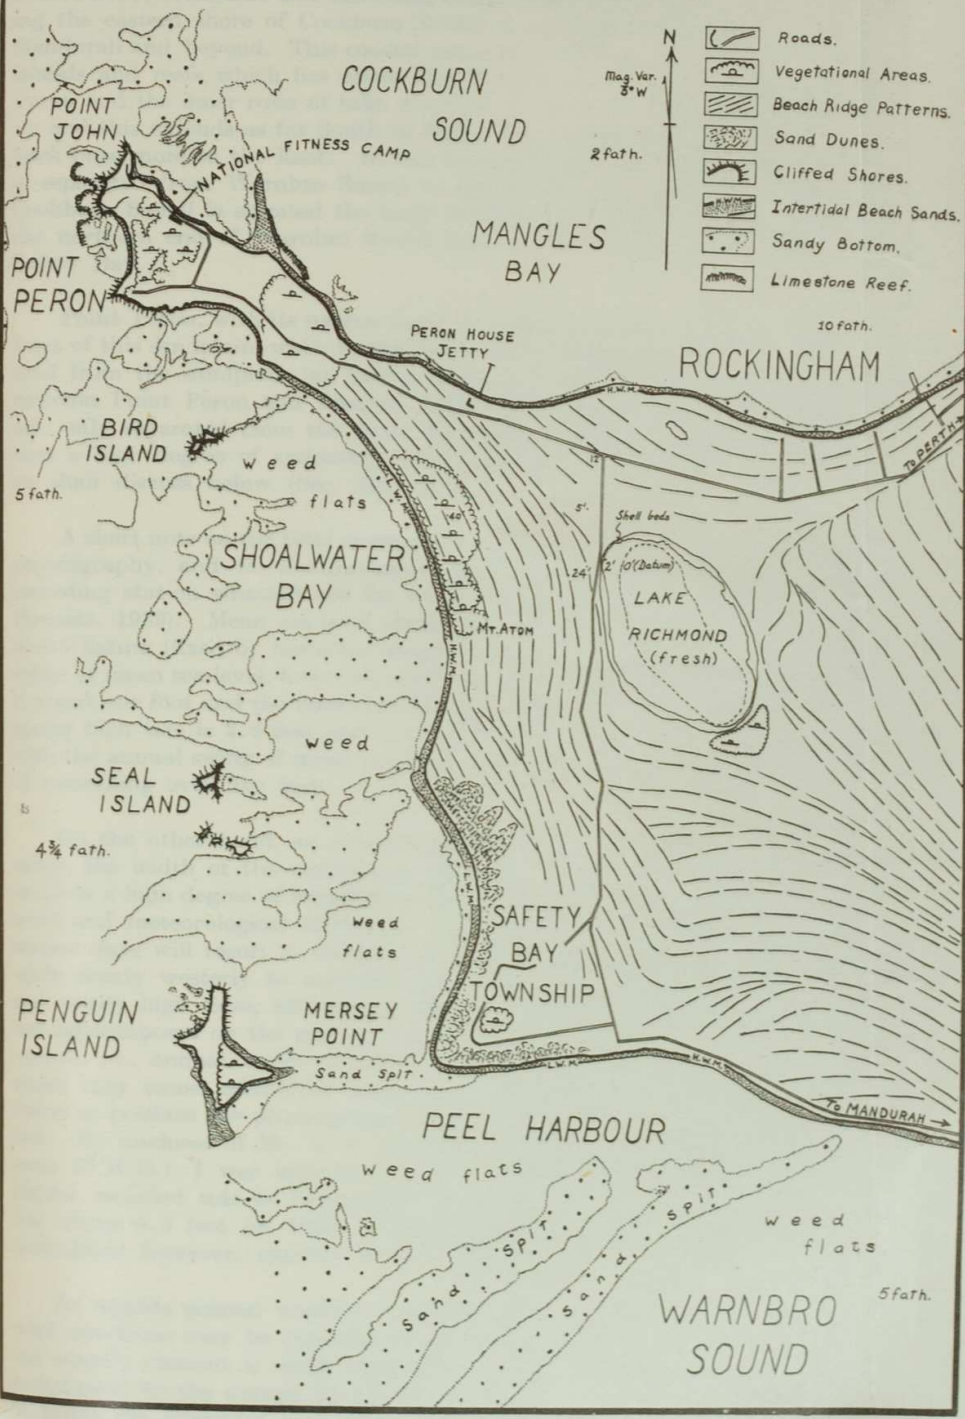 COCKBURN
SOUND
POINT
JOHN
NATIONAL FITNESS CAMP
N
Mag. Var.
3°W
2 fath.
Roads.
Vegetational Areas.
Beach Ridge Patterns.
Sand Dunes.
Cliffed Shores.
Intertidal Beach Sands.
Sandy Bottom.
Limestone Reef.
MANGLES
BAY
POINT
PERON
10 fath.
PERON HOUSE
JETTY
ROCKINGHAM
H.W.M.
TO PERTH
BIRD
ISLAND
weed
flats
5 fath.
L.W.M.
40
12'
5'
Shell beds
24'
2'
0'(Datum)
SHOALWATER
BAY
LAKE
RICHMOND
(fresh)
MT. ATOM
H.W.M.
weed
SEAL
ISLAND
4¾ fath.
weed
flats
L.W.M.
SAFETY
BAY
TOWNSHIP
PENGUIN
ISLAND
MERSEY
POINT
Sand Spit
L.W.M.
H.W.M.
TO MANDURAH
PEEL HARBOUR
weed flats
Sand Spit
Sand Spit
weed
flats
5 fath.
WARNBRO
SOUND